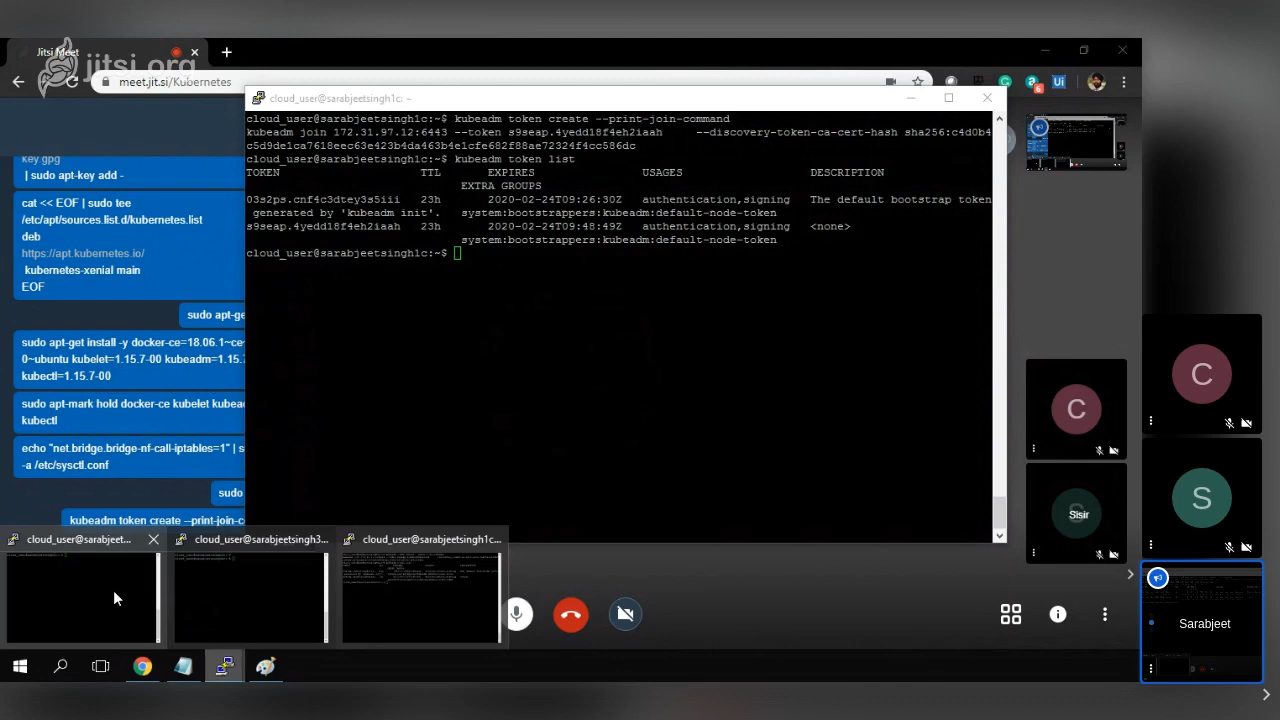 Jitsi Meet
jitsi.org
meet.jit.si/Kubernetes
cloud_user@sarabjeetsingh1c: ~
cloud_user@sarabjeetsingh1c:~$ kubeadm token create --print-join-command
kubeadm join 172.31.97.12:6443 --token s9seap.4yedd18f4eh2iaah --discovery-token-ca-cert-hash sha256:c4d0b4
c5d9de1ca7618ecc63e423b4da463b4e1cfe682188ae2372324f4cc586dc
cloud_user@sarabjeetsingh1c:~$ kubeadm token list
TOKEN TTL EXPIRES USAGES DESCRIPTION
EXTRA GROUPS
03s2ps.cnf4c3dtey3s5iii 23h 2020-02-24T09:26:30Z authentication,signing The default bootstrap token
generated by 'kubeadm init'. system:bootstrappers:kubeadm:default-node-token
s9seap.4yedd18f4eh2iaah 23h 2020-02-24T09:48:49Z authentication,signing <none>
system:bootstrappers:kubeadm:default-node-token
cloud_user@sarabjeetsingh1c:~$
key gpg
| sudo apt-key add -
cat << EOF | sudo tee
/etc/apt/sources.list.d/kubernetes.list
deb
https://apt.kubernetes.io/
kubernetes-xenial main
EOF
sudo apt-ge
sudo apt-get install -y docker-ce=18.06.1~ce~
0~ubuntu kubelet=1.15.7-00 kubeadm=1.15.
kubectl=1.15.7-00
sudo apt-mark hold docker-ce kubelet kubea
kubectl
echo "net.bridge.bridge-nf-call-iptables=1" | s
-a /etc/sysctl.conf
sudo
kubeadm token create --print-join-c
cloud_user@sarabjeet...
cloud_user@sarabjeetsingh3...
cloud_user@sarabjeetsingh1c...
C
Sisir
C
S
Sarabjeet
Ui
6